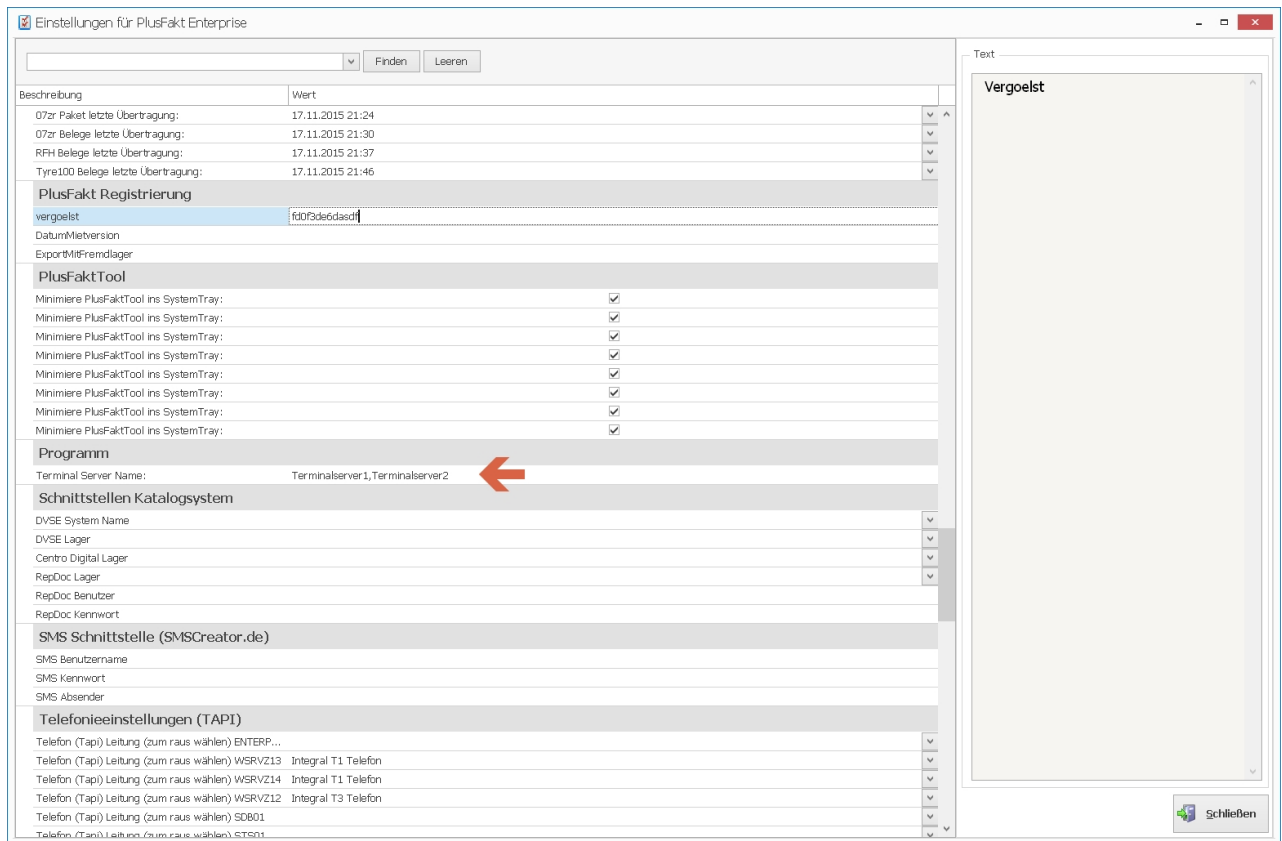 Einstellungen für PlusFakt Enterprise
Finden Leeren
Text
Vergoelst
Beschreibung Wert
07zr Paket letzte Übertragung: 17.11.2015 21:24
07zr Belege letzte Übertragung: 17.11.2015 21:30
RFH Belege letzte Übertragung: 17.11.2015 21:37
Tyre100 Belege letzte Übertragung: 17.11.2015 21:46
PlusFakt Registrierung
vergoelst fd0f3de6dasdf
DatumMietversion
ExportMitFremdlager
PlusFaktTool
Minimiere PlusFaktTool ins SystemTray:
Minimiere PlusFaktTool ins SystemTray:
Minimiere PlusFaktTool ins SystemTray:
Minimiere PlusFaktTool ins SystemTray:
Minimiere PlusFaktTool ins SystemTray:
Minimiere PlusFaktTool ins SystemTray:
Minimiere PlusFaktTool ins SystemTray:
Minimiere PlusFaktTool ins SystemTray:
Programm
Terminal Server Name: Terminalserver1,Terminalserver2
Schnittstellen Katalogsystem
DVSE System Name
DVSE Lager
Centro Digital Lager
RepDoc Lager
RepDoc Benutzer
RepDoc Kennwort
SMS Schnittstelle (SMSCreator.de)
SMS Benutzername
SMS Kennwort
SMS Absender
Telefonieeinstellungen (TAPI)
Telefon (Tapi) Leitung (zum raus wählen) ENTERP...
Telefon (Tapi) Leitung (zum raus wählen) WSRVZ13 Integral T1 Telefon
Telefon (Tapi) Leitung (zum raus wählen) WSRVZ14 Integral T1 Telefon
Telefon (Tapi) Leitung (zum raus wählen) WSRVZ12 Integral T3 Telefon
Telefon (Tapi) Leitung (zum raus wählen) SDB01
Telefon (Tapi) Leitung (zum raus wählen) STS01
Schließen